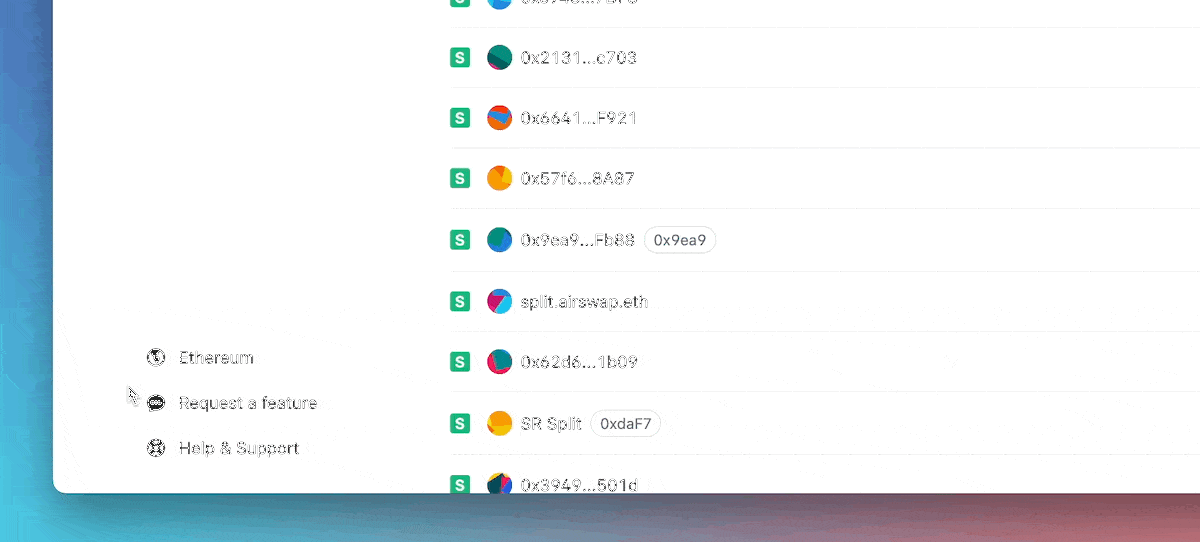 S 0x2131...c703
S 0x6641...F921
S 0x57f6...8A87
S 0x9ea9...Fb88 0x9ea9
S split.airswap.eth
Ethereum
S 0x62d6...1b09
Request a feature
S SR Split 0xdaF7
Help & Support
S 0x3949...501d